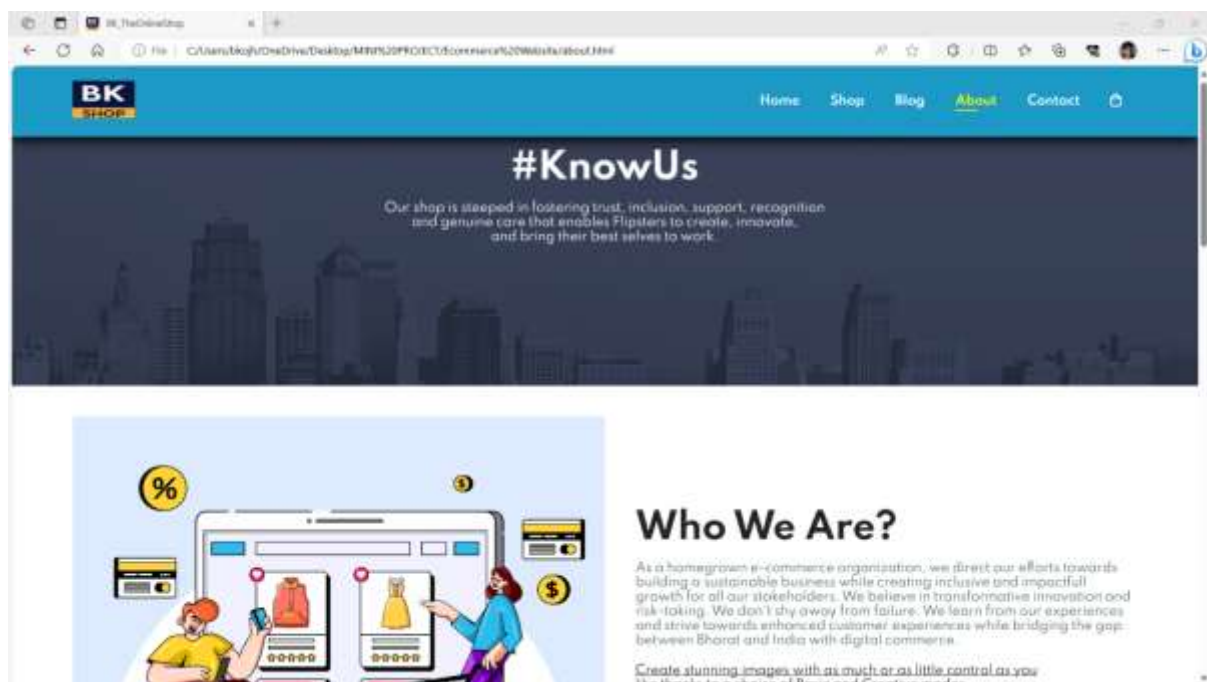 BK_TheOnlineShop
File
C:/Users/bkojh/OneDrive/Desktop/MINI%20PROJECT/Ecommerce%20Website/about.html
BK
SHOP
Home Shop Blog About Contact
#KnowUs
Our shop is steeped in fostering trust, inclusion, support, recognition
and genuine care that enables Flipsters to create, innovate,
and bring their best selves to work.
%
$
$
Who We Are?
As a homegrown e-commerce organization, we direct our efforts towards
building a sustainable business while creating inclusive and impactfull
growth for all our stakeholders. We believe in transformative innovation and
risk-taking. We don't shy away from failure. We learn from our experiences
and strive towards enhanced customer experiences while bridging the gap
between Bharat and India with digital commerce.
Create stunning images with as much or as little control as you